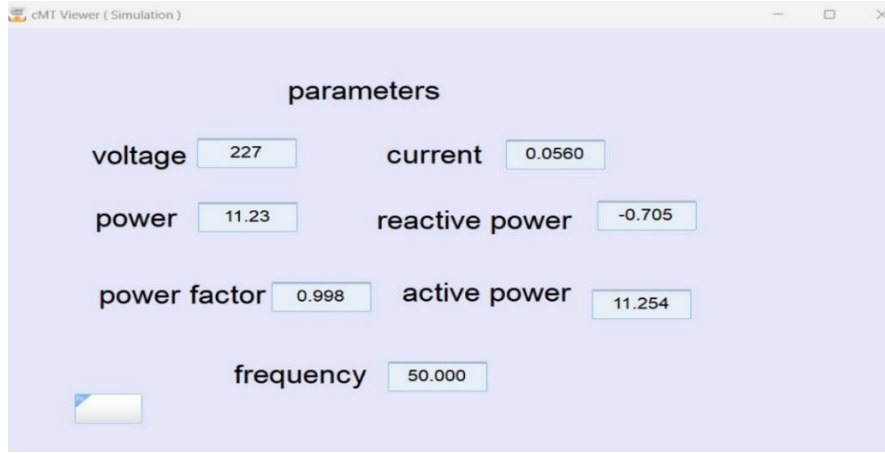 cMT Viewer ( Simulation )
parameters
voltage 227 current 0.0560
power 11.23 reactive power -0.705
power factor 0.998 active power 11.254
frequency 50.000